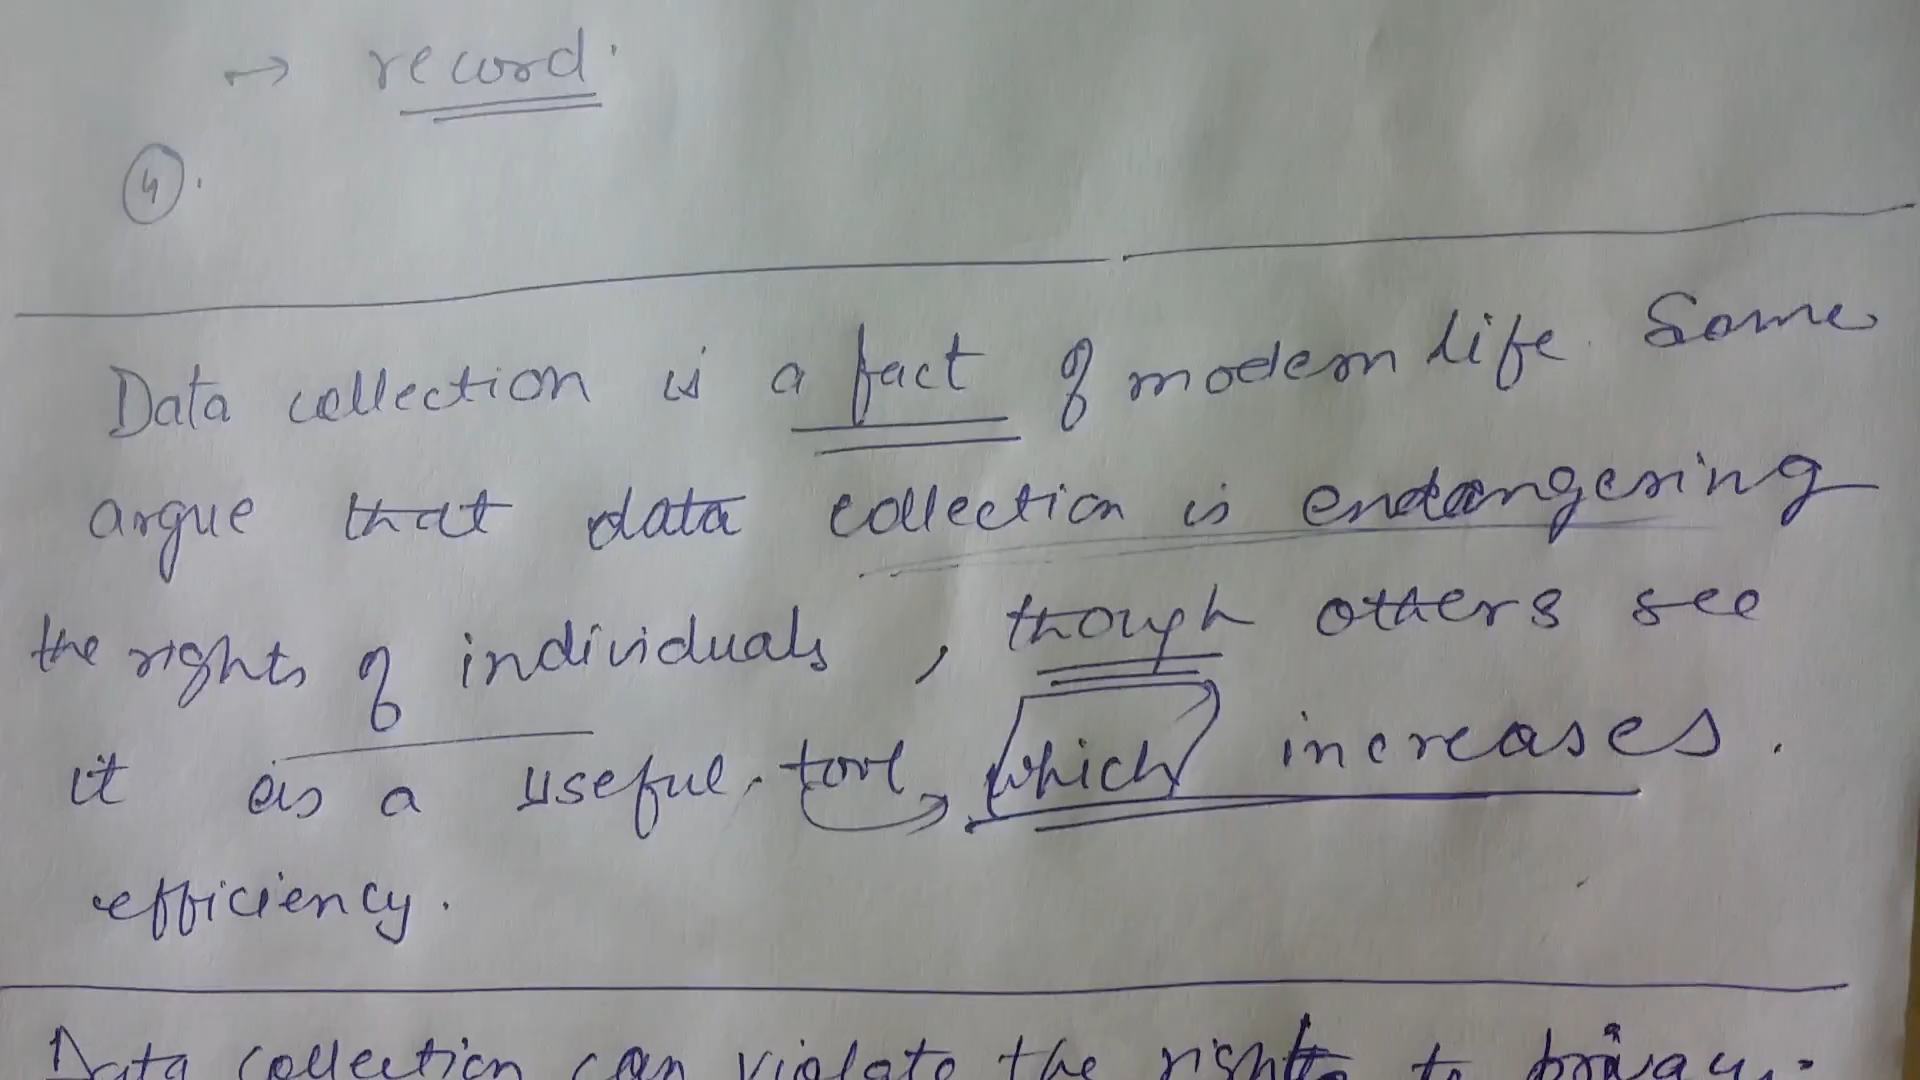 → record.
④.
Data collection is a fact of modern life. Some
argue that data collection is endangering
the rights of individuals, though others see
it as a useful tool which increases.
efficiency.
Data collection can violate the rights to privacy.